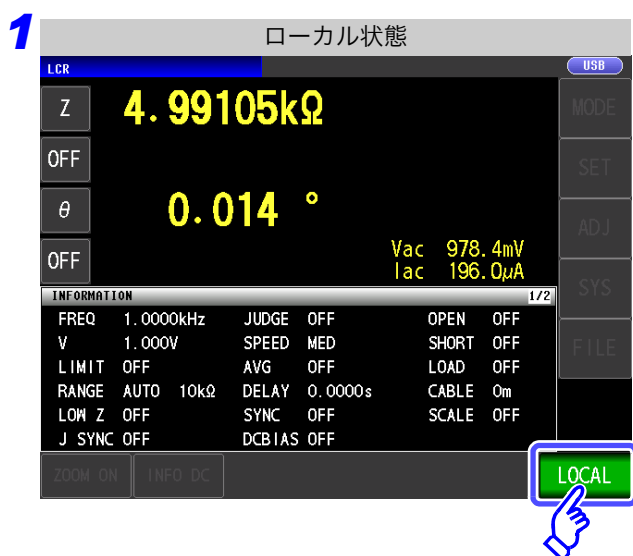 1
ローカル状態
LCR
USB
Z 4.99105kΩ
MODE
OFF
SET
θ 0.014 °
ADJ
OFF
Vac 978.4mV
Iac 196.0μA
SYS
INFORMATION 1/2
FREQ 1.0000kHz JUDGE OFF OPEN OFF
V 1.000V SPEED MED SHORT OFF
FILE
LIMIT OFF AVG OFF LOAD OFF
RANGE AUTO 10kΩ DELAY 0.0000s CABLE 0m
LOW Z OFF SYNC OFF SCALE OFF
J SYNC OFF DCBIAS OFF
ZOOM ON INFO DC LOCAL